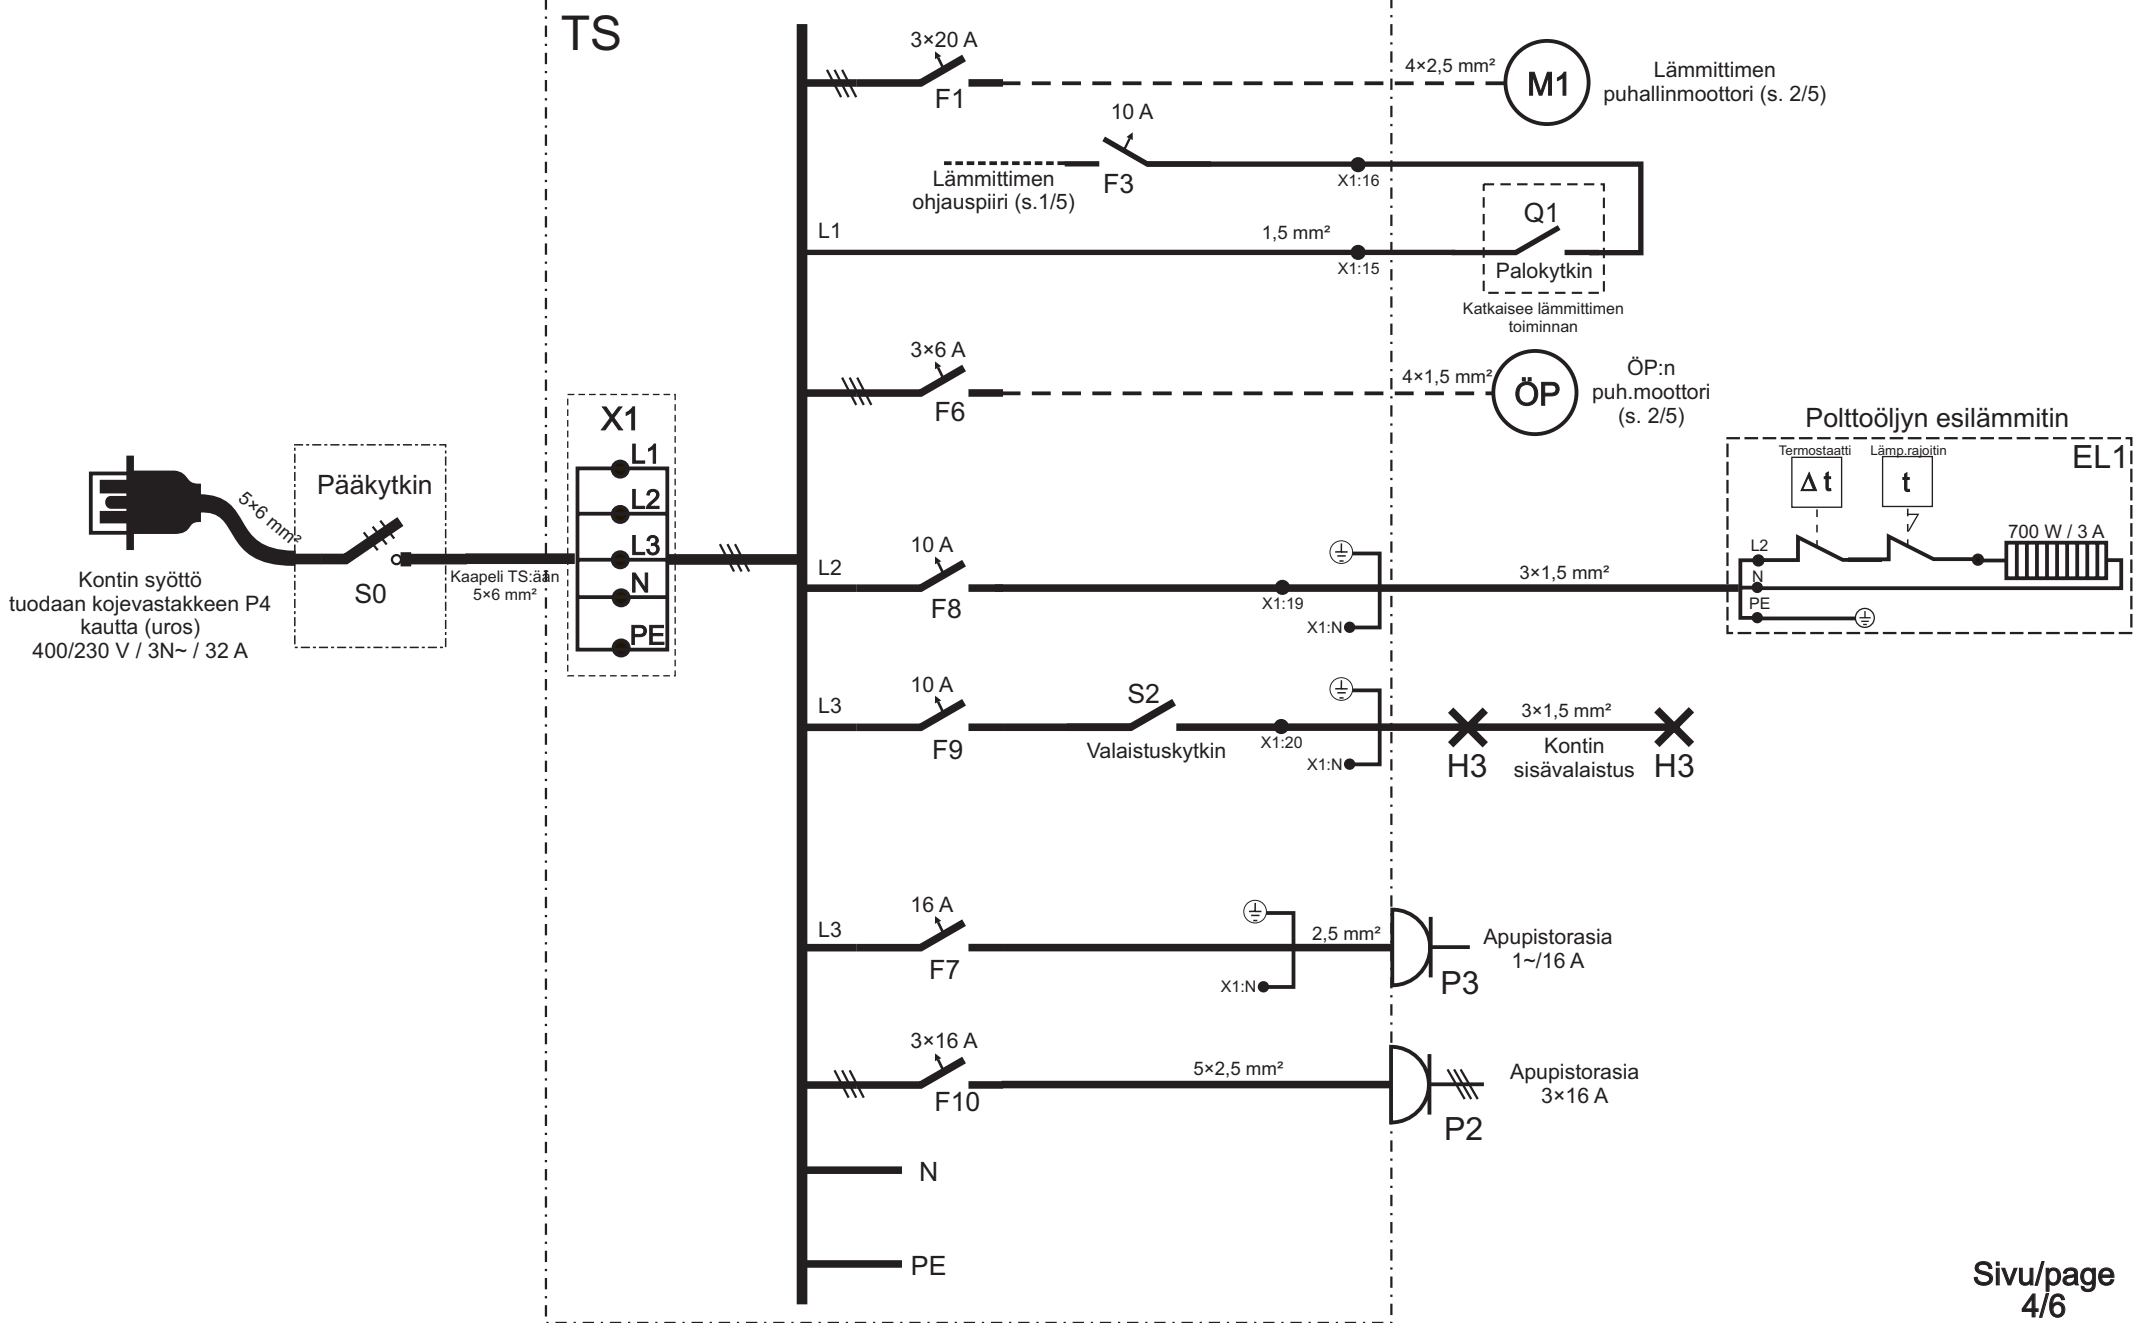 TS
3×20 A
F1
4×2,5 mm²
M1
Lämmittimen
puhallinmoottori (s. 2/5)
10 A
F3
Lämmittimen
ohjauspiiri (s.1/5)
X1:16
L1
1,5 mm²
X1:15
Q1
Palokytkin
Katkaisee lämmittimen
toiminnan
3×6 A
F6
4×1,5 mm²
ÖP
ÖP:n
puh.moottori
(s. 2/5)
Polttoöljyn esilämmitin
EL1
Termostaatti
Lämp.rajoitin
Δ t
t
700 W / 3 A
L2
N
PE
X1
L1
L2
L3
N
PE
Pääkytkin
S0
5×6 mm²
Kaapeli TS:ään
5×6 mm²
Kontin syöttö
tuodaan kojevastakkeen P4
kautta (uros)
400/230 V / 3N~ / 32 A
L2
10 A
F8
X1:19
X1:N
3×1,5 mm²
L3
10 A
F9
S2
Valaistuskytkin
X1:20
X1:N
3×1,5 mm²
H3
Kontin
sisävalaistus
H3
L3
16 A
F7
X1:N
2,5 mm²
P3
Apupistorasia
1~/16 A
3×16 A
F10
5×2,5 mm²
P2
Apupistorasia
3×16 A
N
PE
Sivu/page
4/6